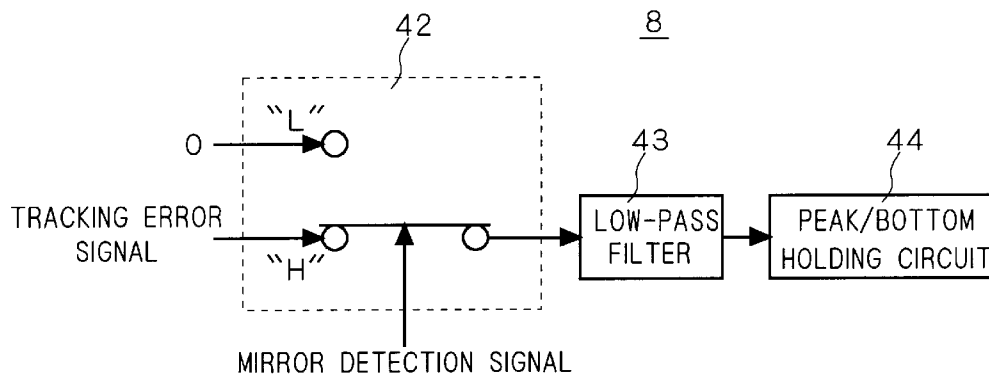 42
8
"L"
0
43
44
TRACKING ERROR
SIGNAL
"H"
LOW-PASS
FILTER
PEAK/BOTTOM
HOLDING CIRCUIT
MIRROR DETECTION SIGNAL